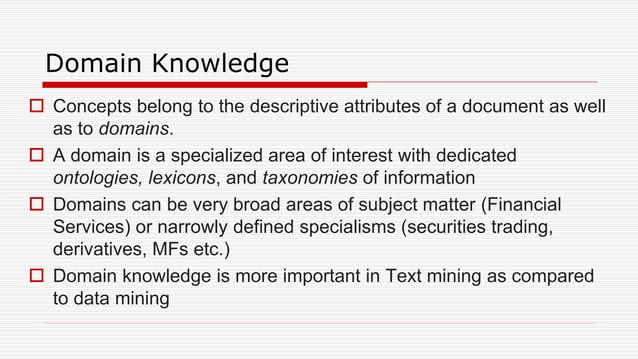 Domain Knowledge
Concepts belong to the descriptive attributes of a document as well
as to domains.
A domain is a specialized area of interest with dedicated
ontologies, lexicons, and taxonomies of information
Domains can be very broad areas of subject matter (Financial
Services) or narrowly defined specialisms (securities trading,
derivatives, MFs etc.)
Domain knowledge is more important in Text mining as compared
to data mining